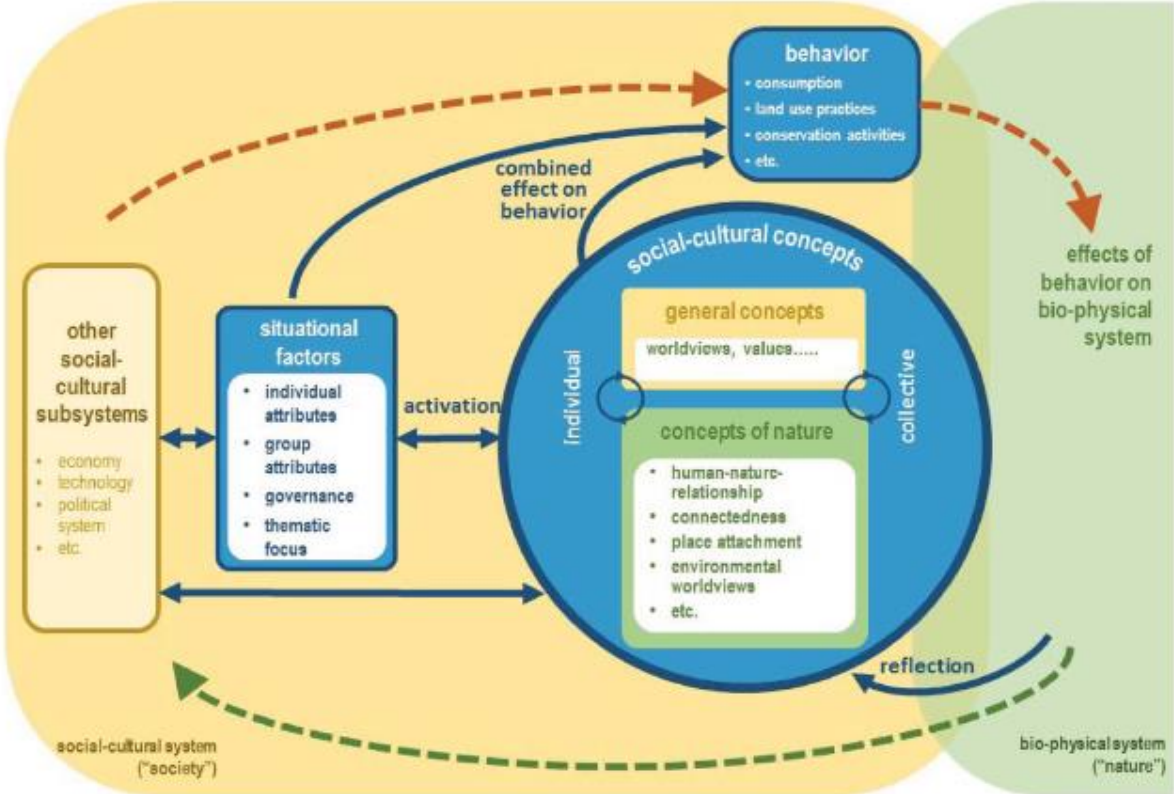 behavior
• consumption
• land use practices
• conservation activities
• etc.
combined
effect on
behavior
social-cultural concepts
effects of
behavior on
bio-physical
system
general concepts
worldviews, values.....
individual
collective
other
social-
cultural
subsystems
• economy
• technology
• political
system
• etc.
situational
factors
• individual
attributes
• group
attributes
• governance
• thematic
focus
activation
concepts of nature
• human-nature-
relationship
• connectedness
• place attachment
• environmental
worldviews
• etc.
reflection
social-cultural system
("society")
bio-physical system
("nature")